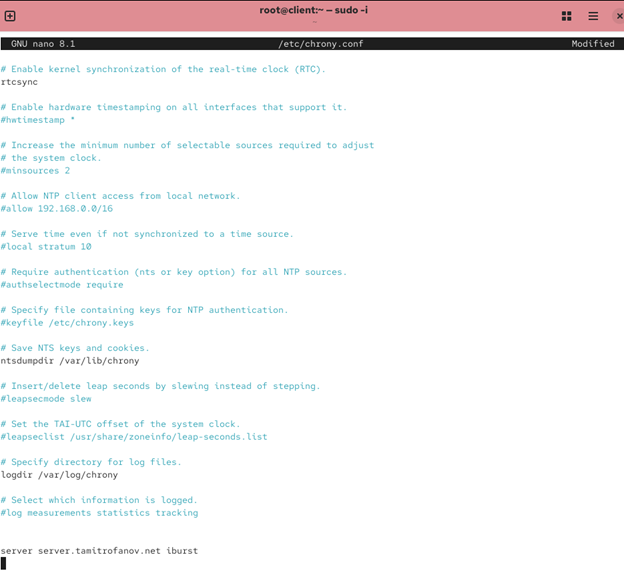 root@client:~ — sudo -i
GNU nano 8.1 /etc/chrony.conf Modified
# Enable kernel synchronization of the real-time clock (RTC).
rtcsync
# Enable hardware timestamping on all interfaces that support it.
#hwtimestamp *
# Increase the minimum number of selectable sources required to adjust
# the system clock.
#minsources 2
# Allow NTP client access from local network.
#allow 192.168.0.0/16
# Serve time even if not synchronized to a time source.
#local stratum 10
# Require authentication (nts or key option) for all NTP sources.
#authselectmode require
# Specify file containing keys for NTP authentication.
#keyfile /etc/chrony.keys
# Save NTS keys and cookies.
ntsdumpdir /var/lib/chrony
# Insert/delete leap seconds by slewing instead of stepping.
#leapsecmode slew
# Set the TAI-UTC offset of the system clock.
#leapseclist /usr/share/zoneinfo/leap-seconds.list
# Specify directory for log files.
logdir /var/log/chrony
# Select which information is logged.
#log measurements statistics tracking
server server.tamitrofanov.net iburst